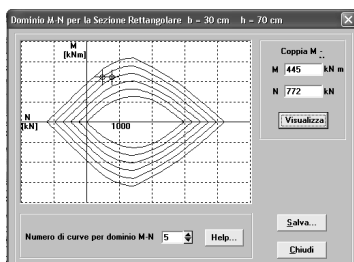 Dominio M-N per la Sezione Rettangolare b = 30 cm h = 70 cm
M
[kNm]
N
[kN]
1000
Coppia M -
M 445 kN m
N 772 kN
Visualizza
Numero di curve per dominio M-N 5 Help...
Salva...
Chiudi